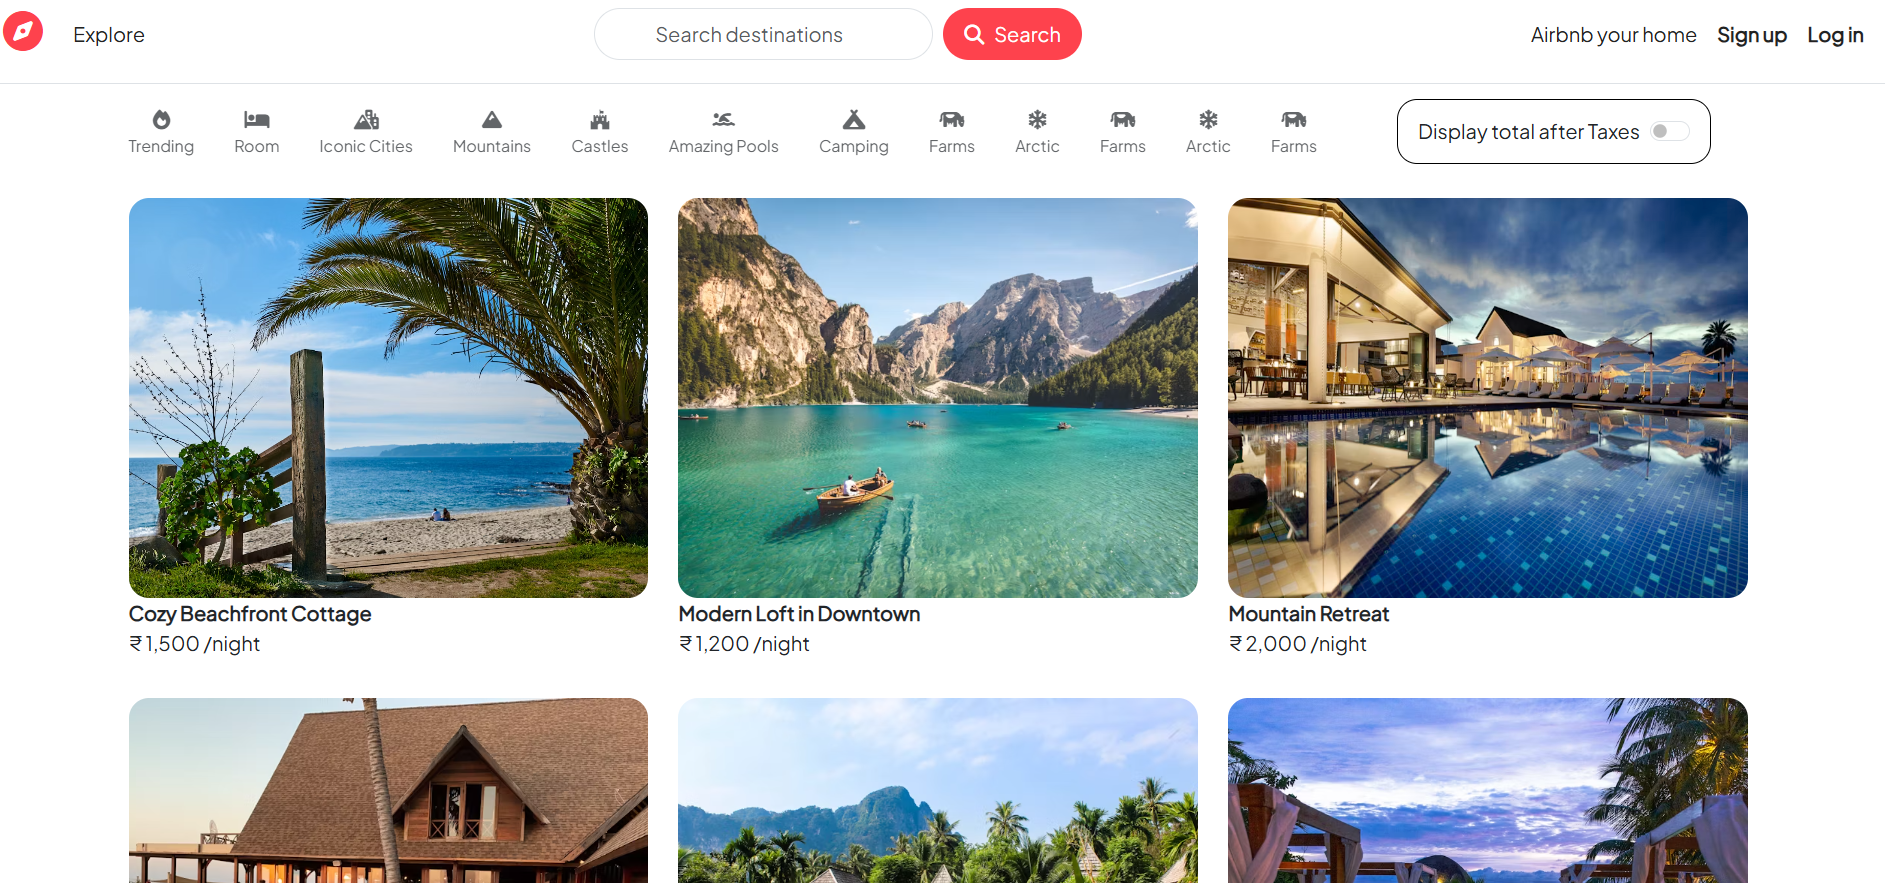 Explore
Search destinations
Search
Airbnb your home
Sign up
Log in
Trending
Room
Iconic Cities
Mountains
Castles
Amazing Pools
Camping
Farms
Arctic
Farms
Arctic
Farms
Display total after Taxes
Cozy Beachfront Cottage
₹1,500 /night
Modern Loft in Downtown
₹1,200 /night
Mountain Retreat
₹2,000 /night